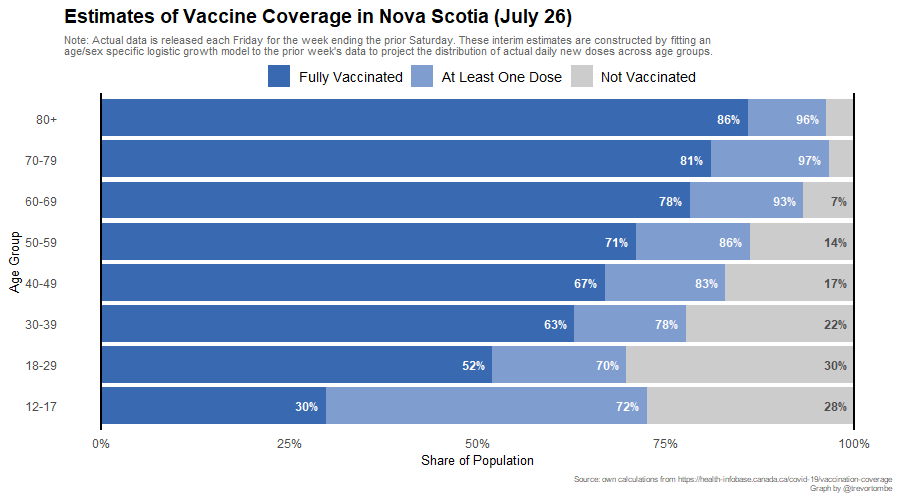 Estimates of Vaccine Coverage in Nova Scotia (July 26)
Note: Actual data is released each Friday for the week ending the prior Saturday. These interim estimates are constructed by fitting an
age/sex specific logistic growth model to the prior week's data to project the distribution of actual daily new doses across age groups.
Fully Vaccinated At Least One Dose Not Vaccinated
80+ 86% 96%
70-79 81% 97%
60-69 78% 93% 7%
50-59 71% 86% 14%
40-49 67% 83% 17%
30-39 63% 78% 22%
18-29 52% 70% 30%
12-17 30% 72% 28%
Age Group
0% 25% 50% 75% 100%
Share of Population
Source: own calculations from https://health-infobase.canada.ca/covid-19/vaccination-coverage
Graph by @trevortombe